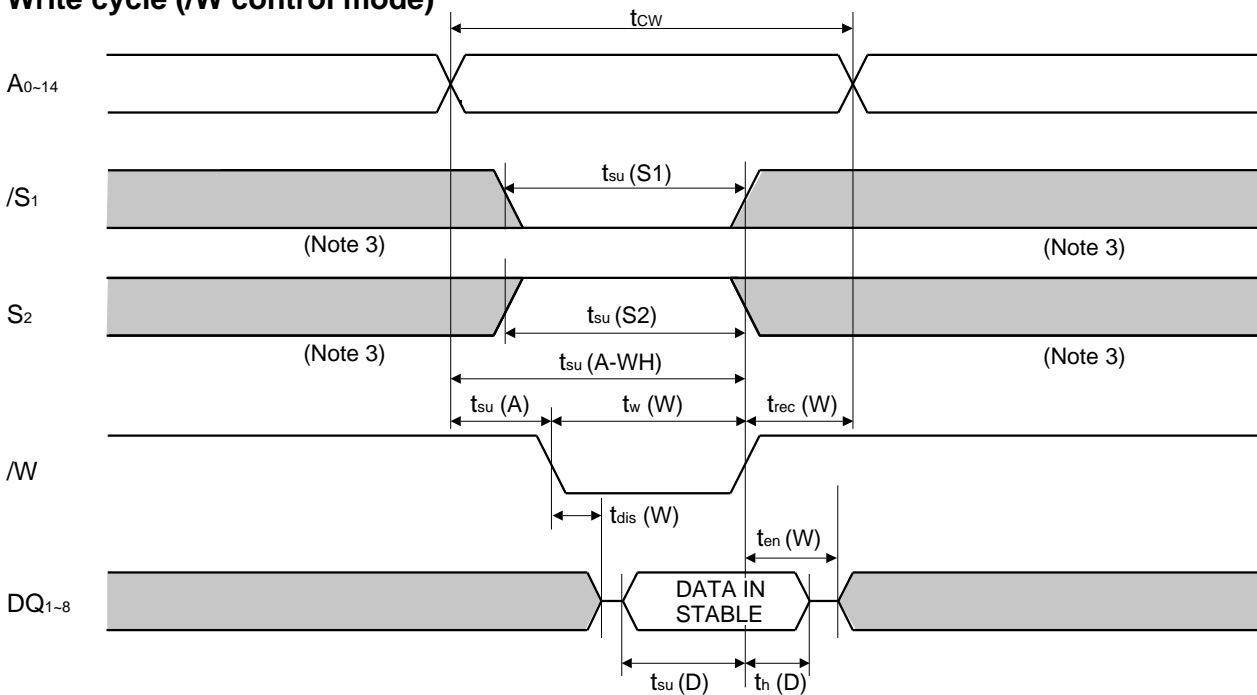 Write cycle (/W control mode)
tCW
A0~14
tsu (S1)
/S1
(Note 3)
(Note 3)
S2
tsu (S2)
(Note 3)
(Note 3)
tsu (A-WH)
tsu (A)
tw (W)
trec (W)
/W
tdis (W)
ten (W)
DQ1~8
DATA IN
STABLE
tsu (D)
th (D)